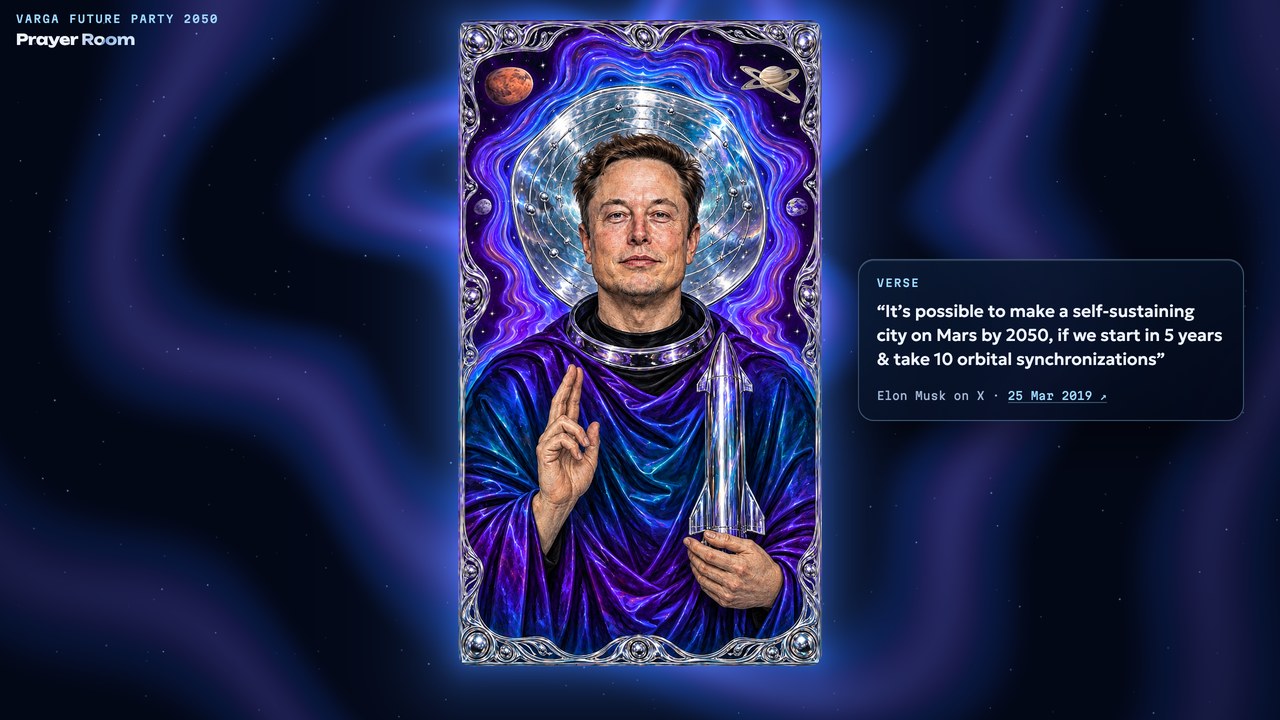 VARGA FUTURE PARTY 2050
Prayer Room
VERSE
“It’s possible to make a self-sustaining
city on Mars by 2050, if we start in 5 years
& take 10 orbital synchronizations”
Elon Musk on X · 25 Mar 2019 ↗